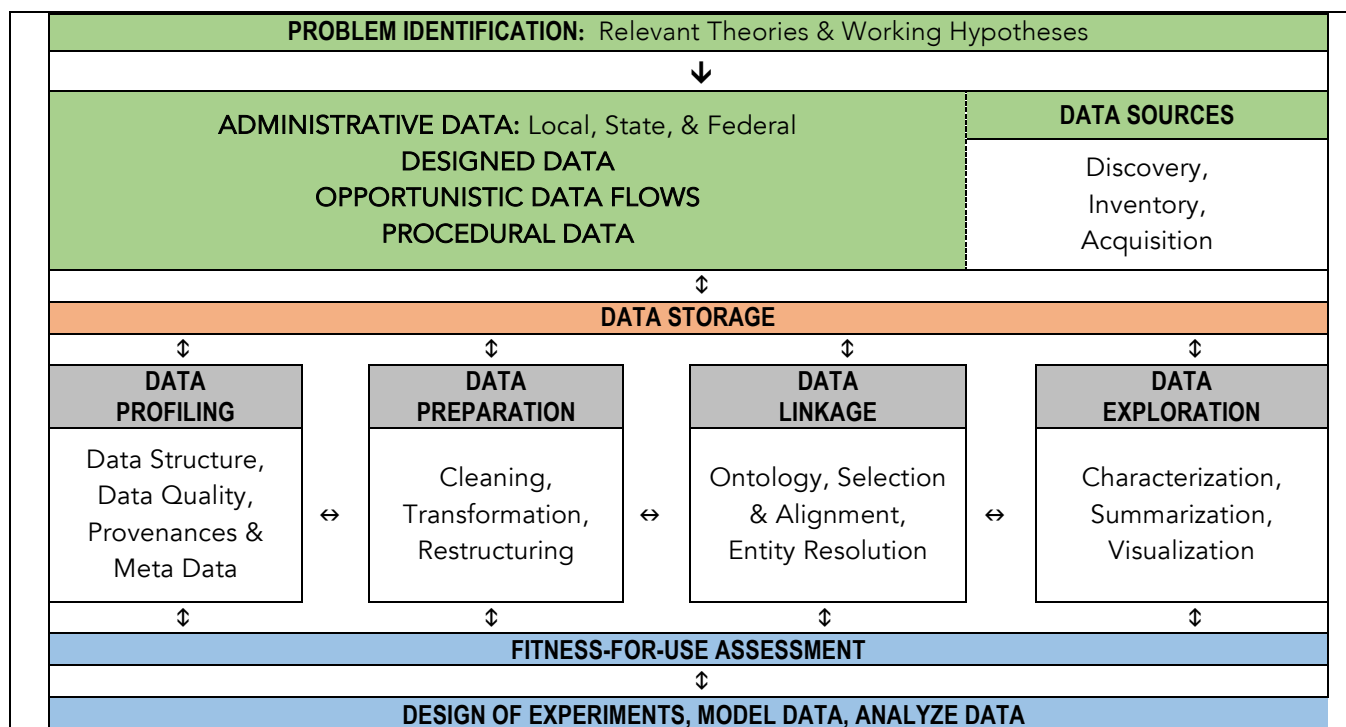 PROBLEM IDENTIFICATION: Relevant Theories & Working Hypotheses
ADMINISTRATIVE DATA: Local, State, & Federal
DESIGNED DATA
OPPORTUNISTIC DATA FLOWS
PROCEDURAL DATA
DATA SOURCES
Discovery,
Inventory,
Acquisition
DATA STORAGE
DATA
PROFILING
Data Structure,
Data Quality,
Provenances &
Meta Data
DATA
PREPARATION
Cleaning,
Transformation,
Restructuring
DATA
LINKAGE
Ontology, Selection
& Alignment,
Entity Resolution
DATA
EXPLORATION
Characterization,
Summarization,
Visualization
FITNESS-FOR-USE ASSESSMENT
DESIGN OF EXPERIMENTS, MODEL DATA, ANALYZE DATA